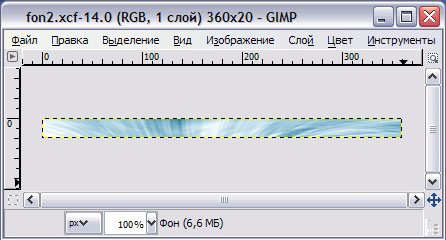 fon2.xcf-14.0 (RGB, 1 слой) 360x20 - GIMP
Файл Правка Выделение Вид Изображение Слой Цвет Инструменты
0 100 200 300
0
px 100% Фон (6,6 МБ)